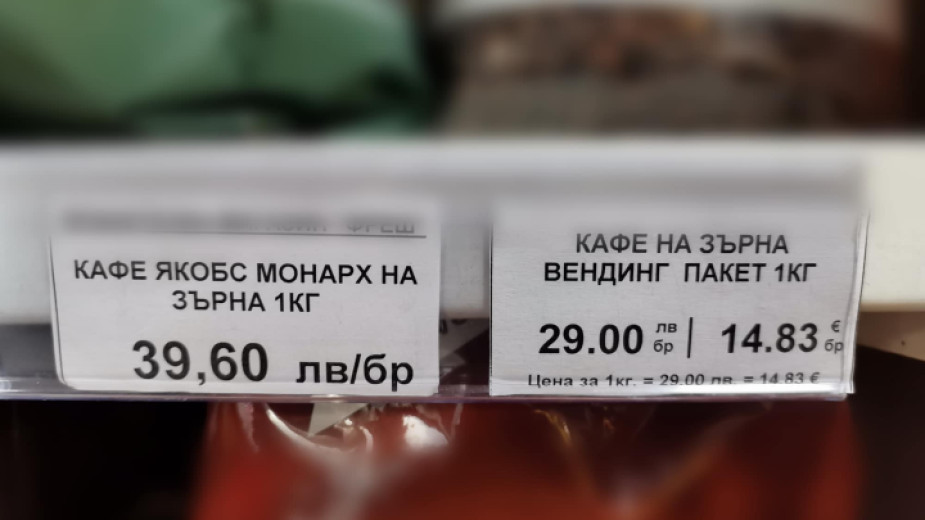 ФРЕШ
КАФЕ ЯКОБС МОНАРХ НА
ЗЪРНА 1КГ
39,60 лв/бр
КАФЕ НА ЗЪРНА
ВЕНДИНГ ПАКЕТ 1КГ
29.00 лв бр | 14.83 € бр
Цена за 1кг. = 29.00 лв. = 14.83 €